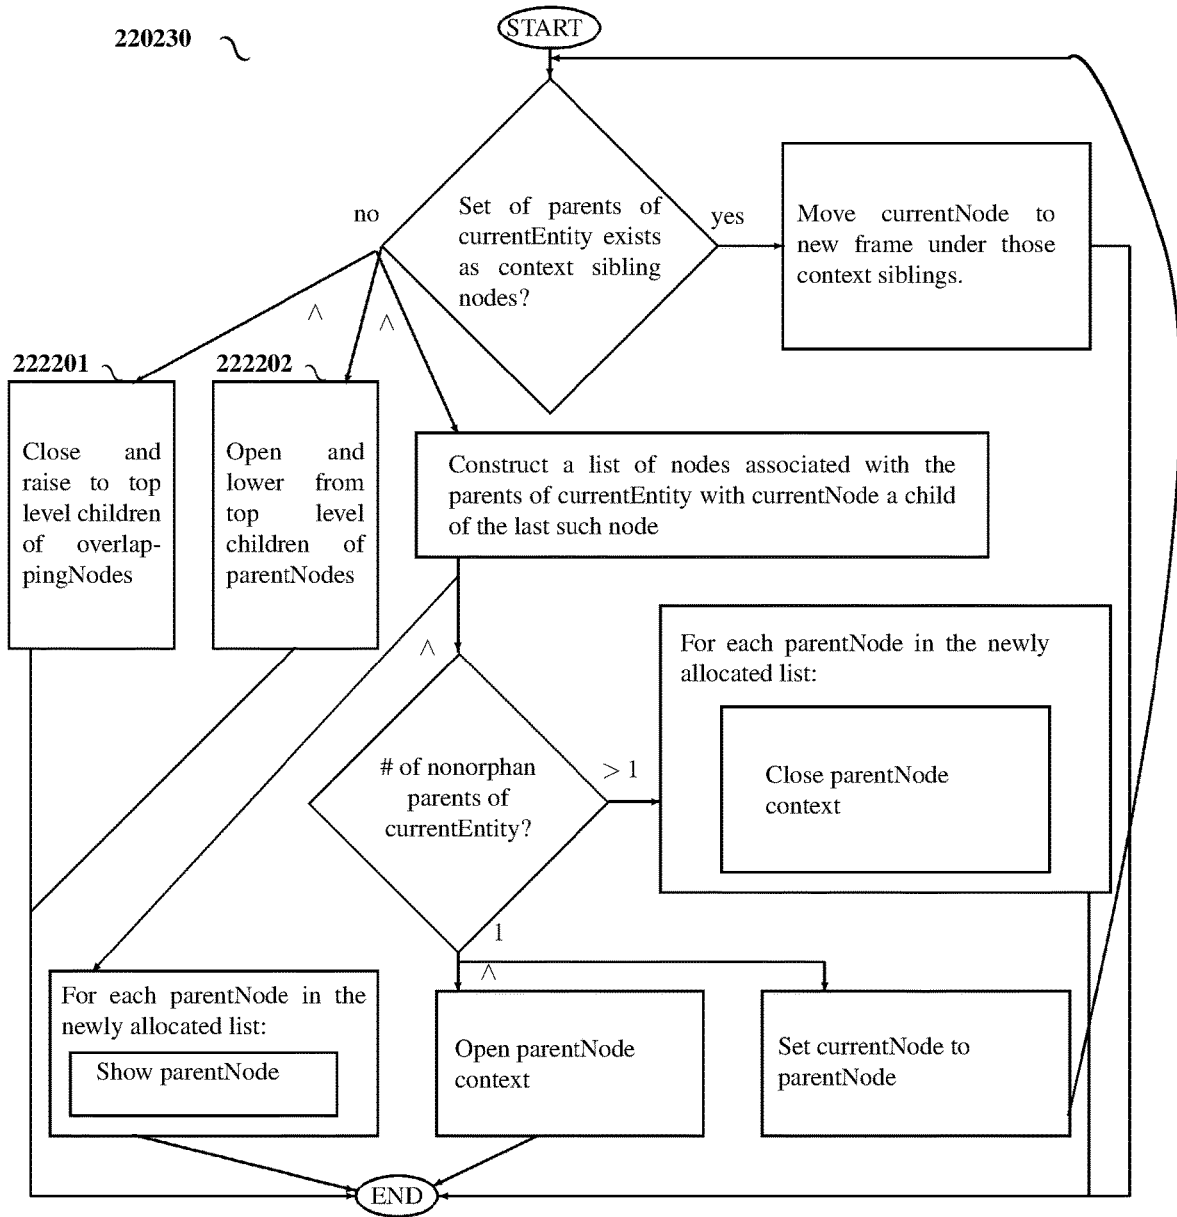 220230
START
Set of parents of
currentEntity exists
as context sibling
nodes?
no
yes
Move currentNode to
new frame under those
context siblings.
∧
∧
222201
222202
Close and
raise to top
level children
of overlap-
pingNodes
Open and
lower from
top level
children of
parentNodes
Construct a list of nodes associated with the
parents of currentEntity with currentNode a child
of the last such node
∧
# of nonorphan
parents of
currentEntity?
> 1
For each parentNode in the newly
allocated list:
Close parentNode
context
1
∧
For each parentNode in the
newly allocated list:
Show parentNode
Open parentNode
context
Set currentNode to
parentNode
END